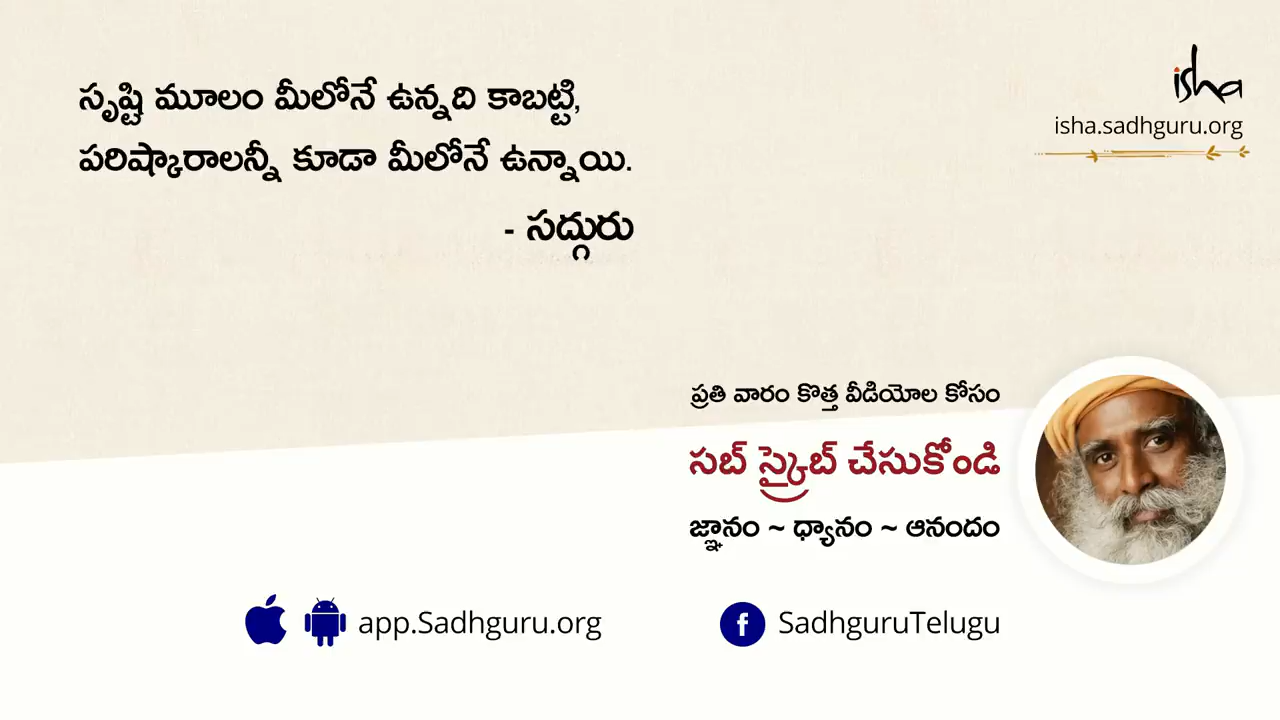 సృష్టి మూలం మీలోనే ఉన్నది కాబట్టి,
పరిష్కారాలన్నీ కూడా మీలోనే ఉన్నాయి.
- సద్గురు
isha
isha.sadhguru.org
ప్రతి వారం కొత్త వీడియోల కోసం
సబ్ స్క్రైబ్ చేసుకోండి
జ్ఞానం ~ ధ్యానం ~ ఆనందం
app.Sadhguru.org
SadhguruTelugu